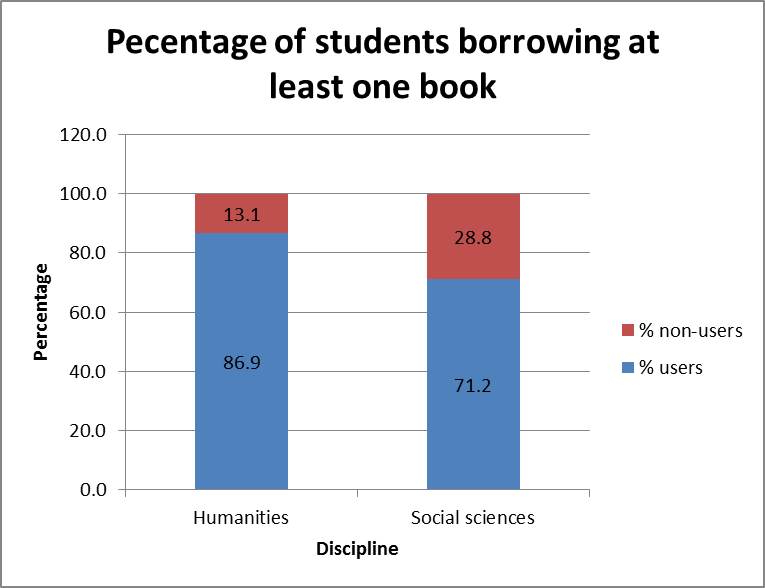 Pecentage of students borrowing at
least one book
120.0
100.0
80.0
60.0
40.0
20.0
0.0
Percentage
13.1
86.9
28.8
71.2
Humanities
Social sciences
Discipline
% non-users
% users